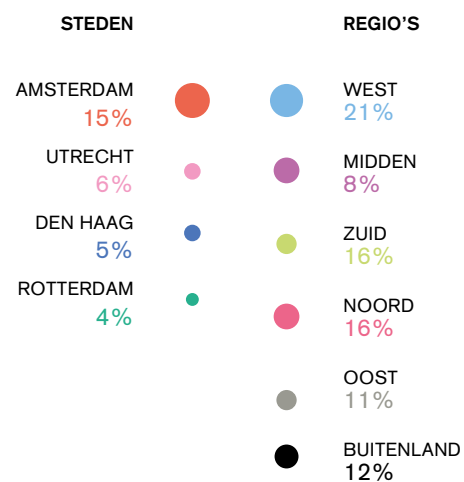 STEDEN
AMSTERDAM
15%
UTRECHT
6%
DEN HAAG
5%
ROTTERDAM
4%
REGIO’S
WEST
21%
MIDDEN
8%
ZUID
16%
NOORD
16%
OOST
11%
BUITENLAND
12%